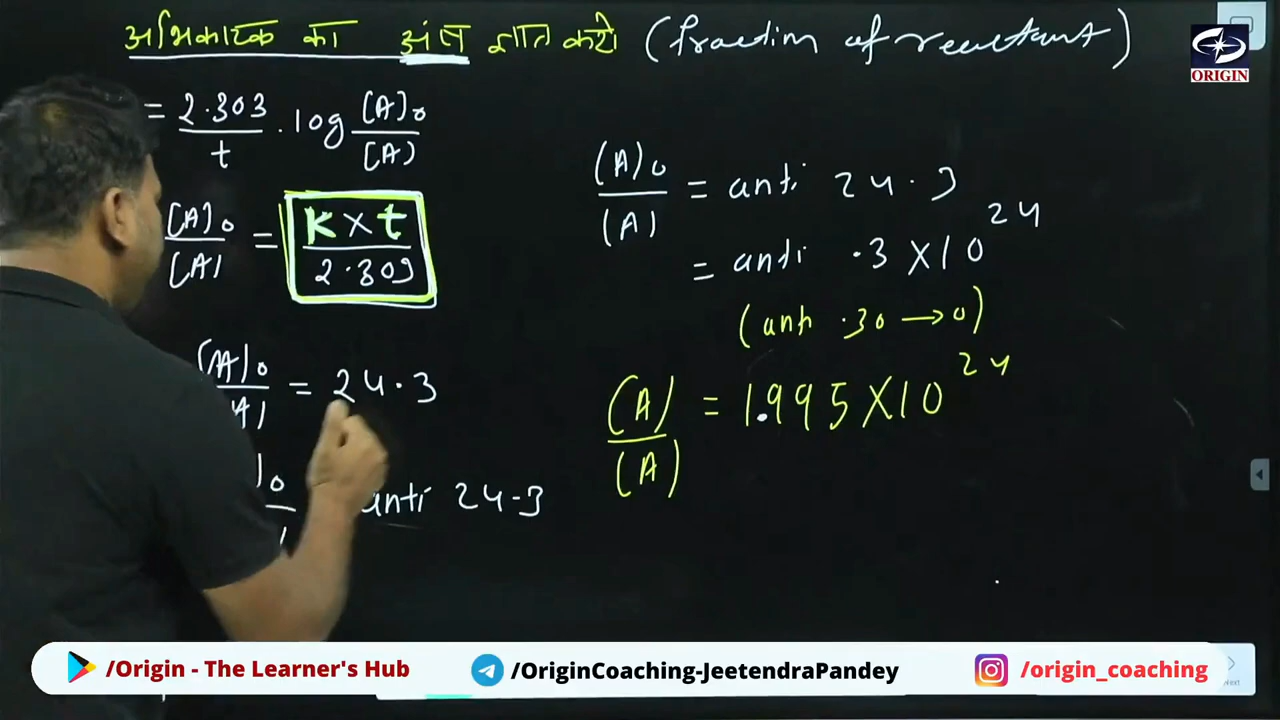 अभिकारक का अंश ज्ञात करो (fraction of reactant)
ORIGIN
= 2.303/t . log [A]₀/[A]
[A]₀/[A] = K×t/2.303
[A]₀/[A] = 24.3
]₀ anti 24.3
(A)₀/(A) = anti 24.3
= anti .3×10²⁴
(anti .30 → 0)
(A)/(A) = 1.995×10²⁴
/Origin - The Learner's Hub
/OriginCoaching-JeetendraPandey
/origin_coaching